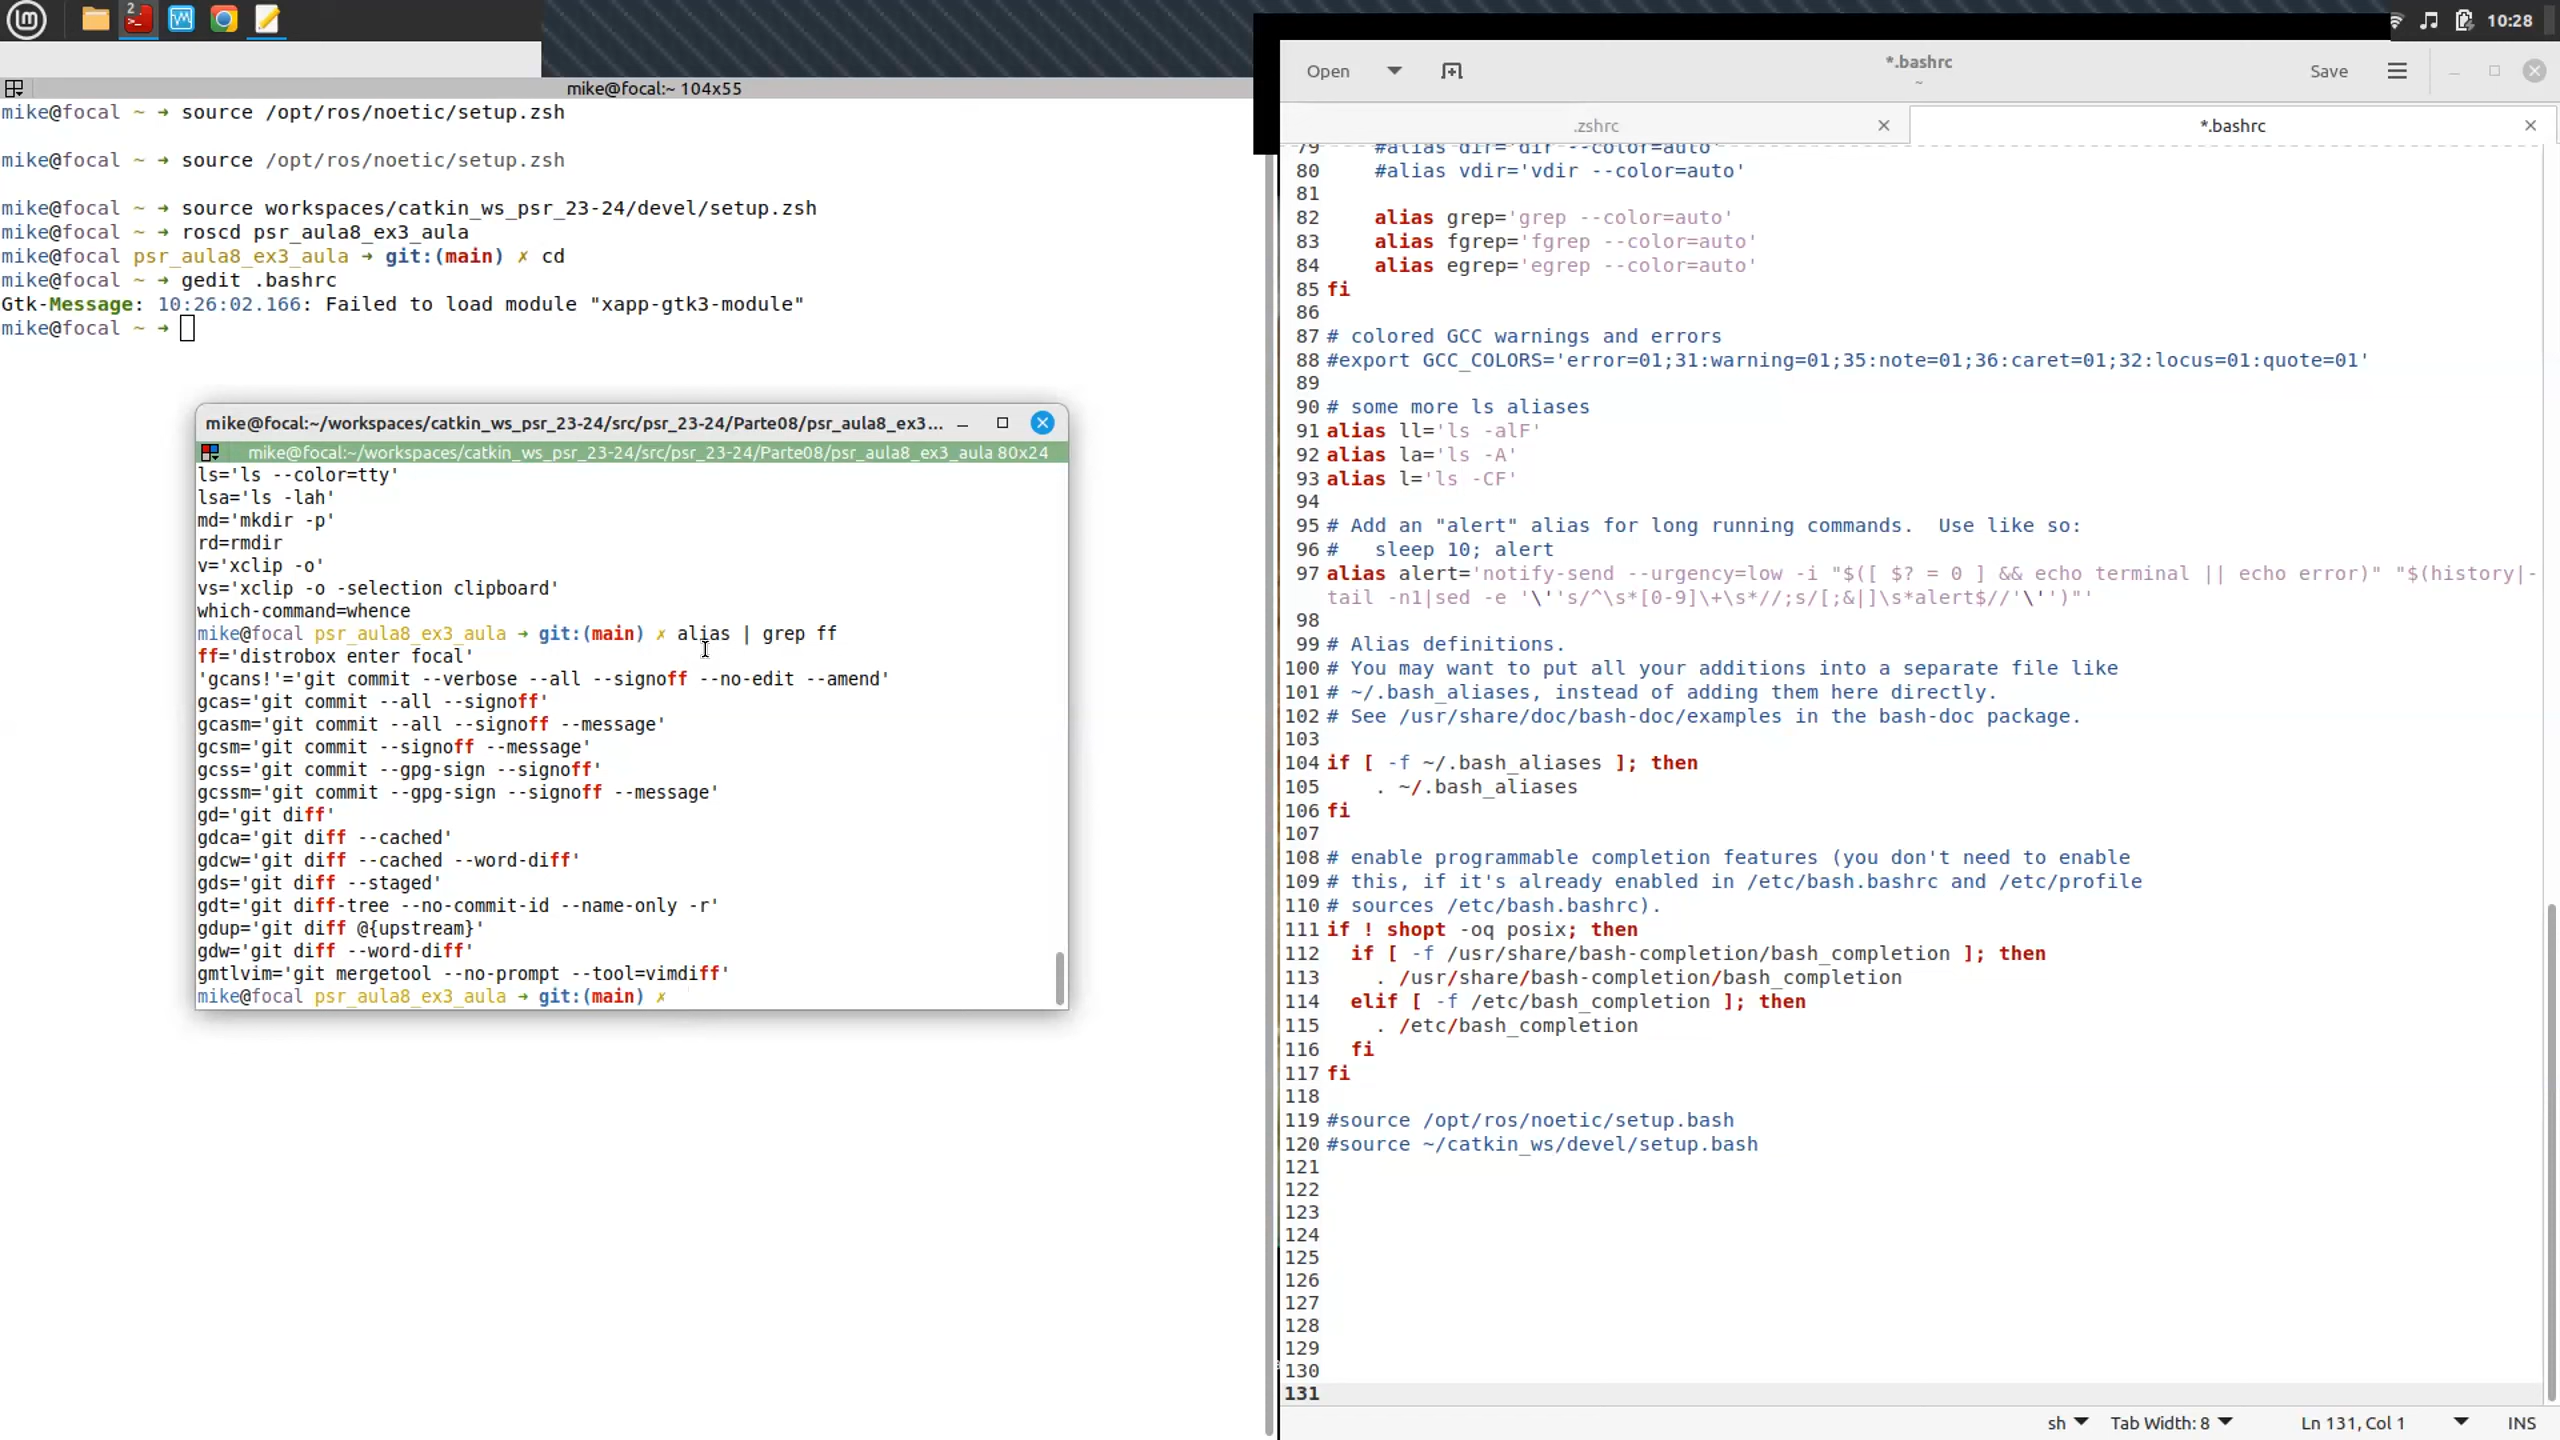 2
10:28
mike@focal:~ 104x55
mike@focal ~ → source /opt/ros/noetic/setup.zsh
mike@focal ~ → source /opt/ros/noetic/setup.zsh
mike@focal ~ → source workspaces/catkin_ws_psr_23-24/devel/setup.zsh
mike@focal ~ → roscd psr_aula8_ex3_aula
mike@focal psr_aula8_ex3_aula → git:(main) ✗ cd
mike@focal ~ → gedit .bashrc
Gtk-Message: 10:26:02.166: Failed to load module "xapp-gtk3-module"
mike@focal ~ →
mike@focal:~/workspaces/catkin_ws_psr_23-24/src/psr_23-24/Parte08/psr_aula8_ex3...
mike@focal:~/workspaces/catkin_ws_psr_23-24/src/psr_23-24/Parte08/psr_aula8_ex3_aula 80x24
ls='ls --color=tty'
lsa='ls -lah'
md='mkdir -p'
rd=rmdir
v='xclip -o'
vs='xclip -o -selection clipboard'
which-command=whence
mike@focal psr_aula8_ex3_aula → git:(main) ✗ alias | grep ff
ff='distrobox enter focal'
'gcans!'='git commit --verbose --all --signoff --no-edit --amend'
gcas='git commit --all --signoff'
gcasm='git commit --all --signoff --message'
gcsm='git commit --signoff --message'
gcss='git commit --gpg-sign --signoff'
gcssm='git commit --gpg-sign --signoff --message'
gd='git diff'
gdca='git diff --cached'
gdcw='git diff --cached --word-diff'
gds='git diff --staged'
gdt='git diff-tree --no-commit-id --name-only -r'
gdup='git diff @{upstream}'
gdw='git diff --word-diff'
gmtlvim='git mergetool --no-prompt --tool=vimdiff'
mike@focal psr_aula8_ex3_aula → git:(main) ✗
Open
*.bashrc
~
Save
.zshrc
*.bashrc
79     #alias dir='dir --color=auto'
80     #alias vdir='vdir --color=auto'
81
82     alias grep='grep --color=auto'
83     alias fgrep='fgrep --color=auto'
84     alias egrep='egrep --color=auto'
85 fi
86
87 # colored GCC warnings and errors
88 #export GCC_COLORS='error=01;31:warning=01;35:note=01;36:caret=01;32:locus=01:quote=01'
89
90 # some more ls aliases
91 alias ll='ls -alF'
92 alias la='ls -A'
93 alias l='ls -CF'
94
95 # Add an "alert" alias for long running commands.  Use like so:
96 #   sleep 10; alert
97 alias alert='notify-send --urgency=low -i "$([ $? = 0 ] && echo terminal || echo error)" "$(history|-
tail -n1|sed -e '\''s/^\s*[0-9]\+\s*//;s/[;&|]\s*alert$//'\'')"'
98
99 # Alias definitions.
100 # You may want to put all your additions into a separate file like
101 # ~/.bash_aliases, instead of adding them here directly.
102 # See /usr/share/doc/bash-doc/examples in the bash-doc package.
103
104 if [ -f ~/.bash_aliases ]; then
105     . ~/.bash_aliases
106 fi
107
108 # enable programmable completion features (you don't need to enable
109 # this, if it's already enabled in /etc/bash.bashrc and /etc/profile
110 # sources /etc/bash.bashrc).
111 if ! shopt -oq posix; then
112   if [ -f /usr/share/bash-completion/bash_completion ]; then
113     . /usr/share/bash-completion/bash_completion
114   elif [ -f /etc/bash_completion ]; then
115     . /etc/bash_completion
116   fi
117 fi
118
119 #source /opt/ros/noetic/setup.bash
120 #source ~/catkin_ws/devel/setup.bash
121
122
123
124
125
126
127
128
129
130
131
sh
Tab Width: 8
Ln 131, Col 1
INS